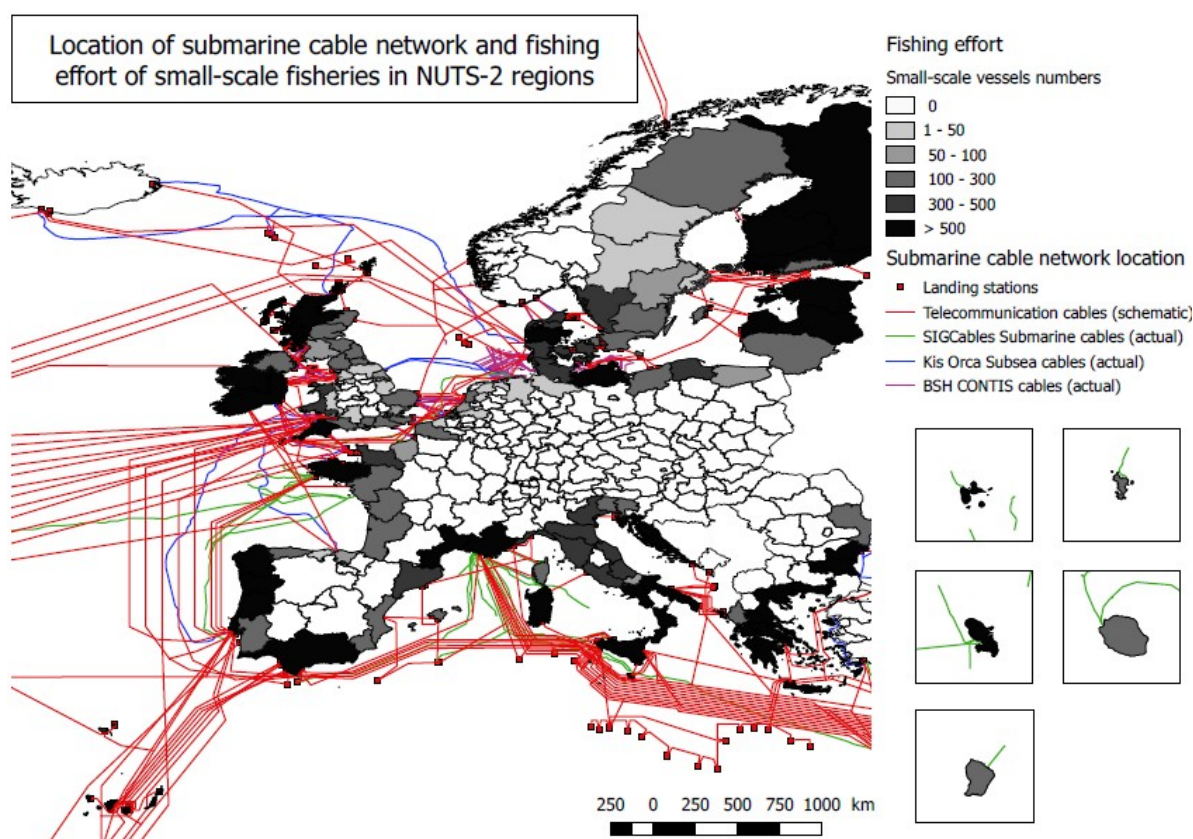 Location of submarine cable network and fishing
effort of small-scale fisheries in NUTS-2 regions
Fishing effort
Small-scale vessels numbers
0
1 - 50
50 - 100
100 - 300
300 - 500
> 500
Submarine cable network location
Landing stations
Telecommunication cables (schematic)
SIGCables Submarine cables (actual)
Kis Orca Subsea cables (actual)
BSH CONTIS cables (actual)
250 0 250 500 750 1000 km